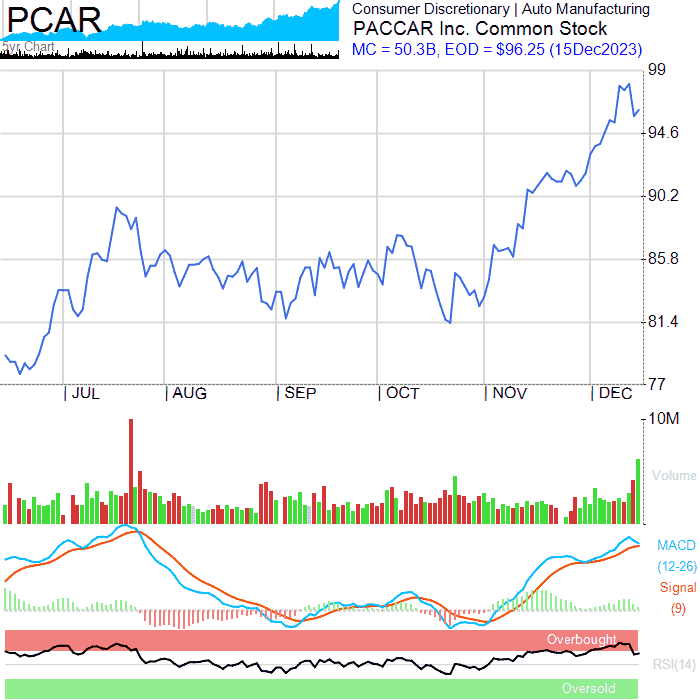 PCAR
5yr Chart
Consumer Discretionary | Auto Manufacturing
PACCAR Inc. Common Stock
MC = 50.3B, EOD = $96.25 (15Dec2023)
99
94.6
90.2
85.8
81.4
77
| JUL | AUG | SEP | OCT | NOV | DEC
10M
Volume
MACD
(12-26)
Signal
(9)
Overbought
RSI(14)
Oversold